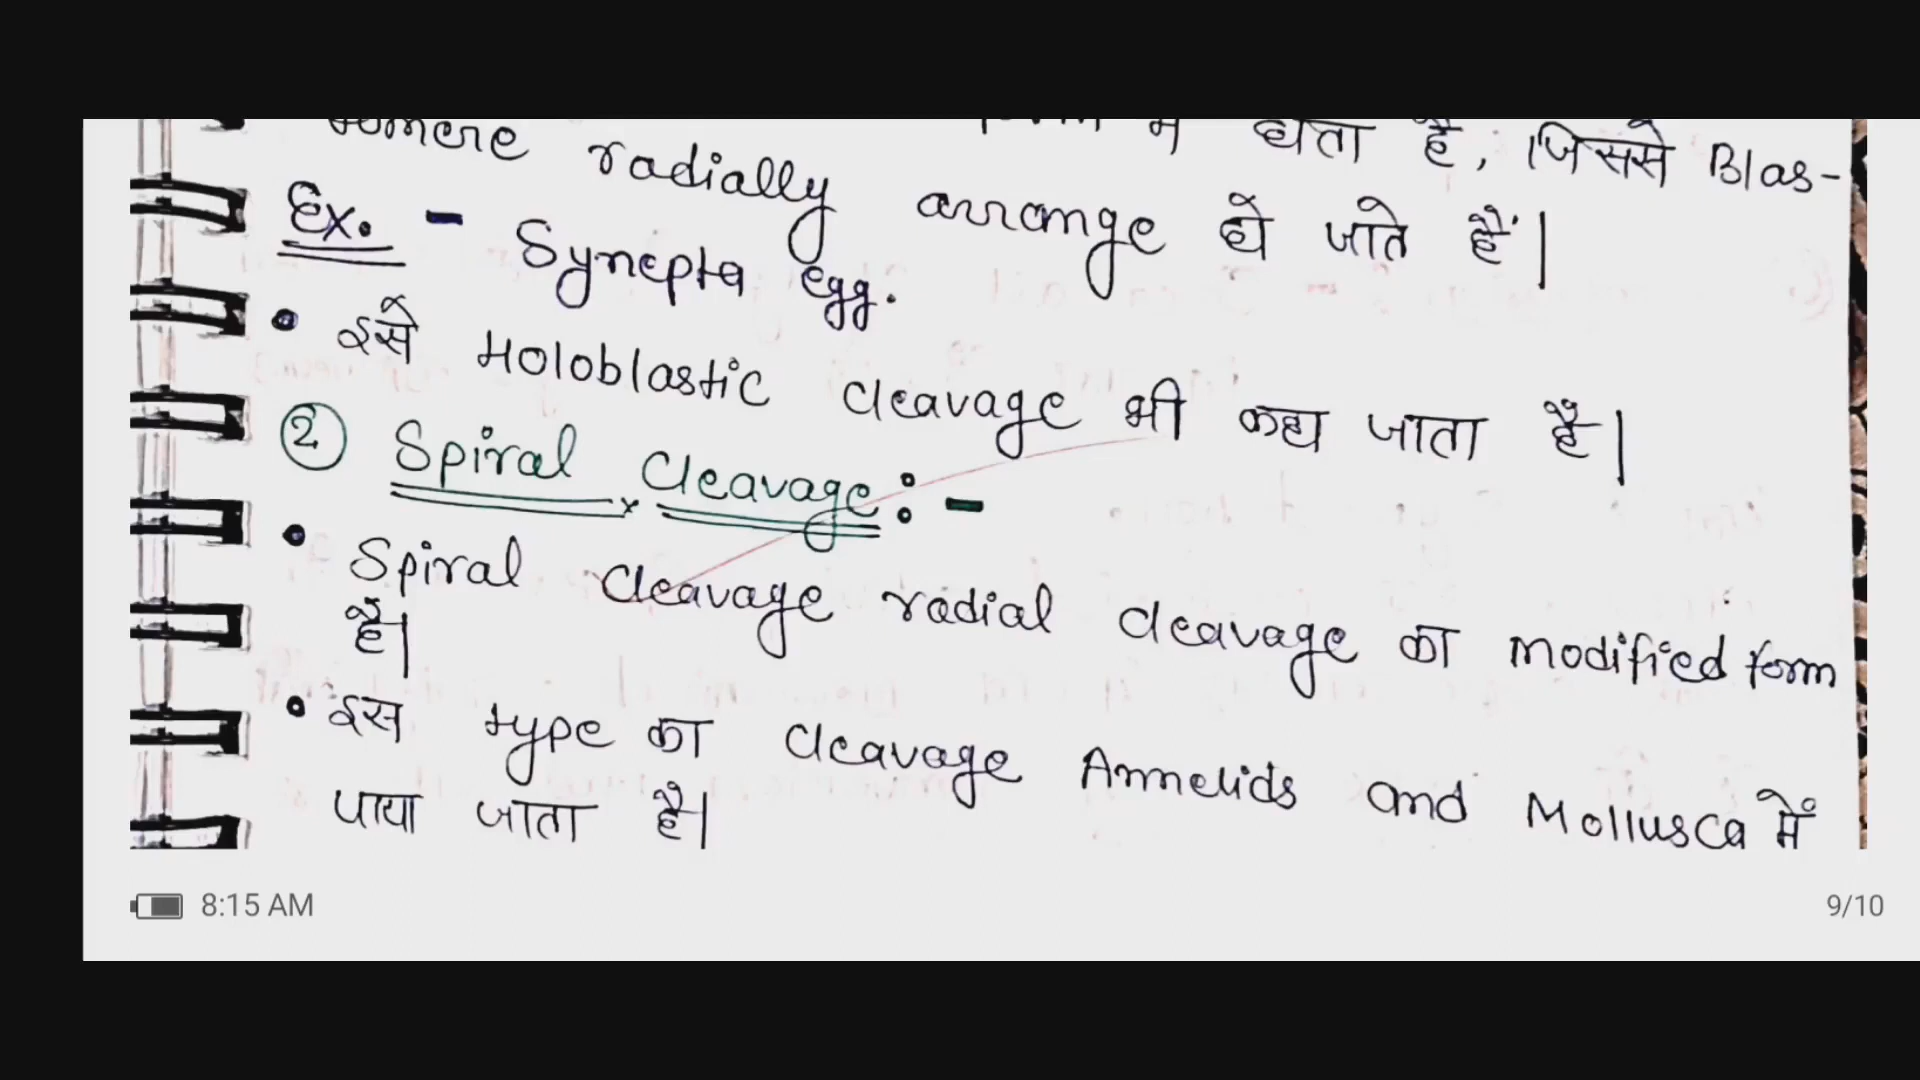 में होता है, जिससे Blas-
tomere radially arrange हो जाते हैं।
Ex. - Synepta egg.
• इसे Holoblastic cleavage भी कहा जाता है।
② Spiral Cleavage :-
• Spiral cleavage radial cleavage का modified form
है।
• इस type का cleavage Annelids and Mollusca में
पाया जाता है।
8:15 AM
9/10